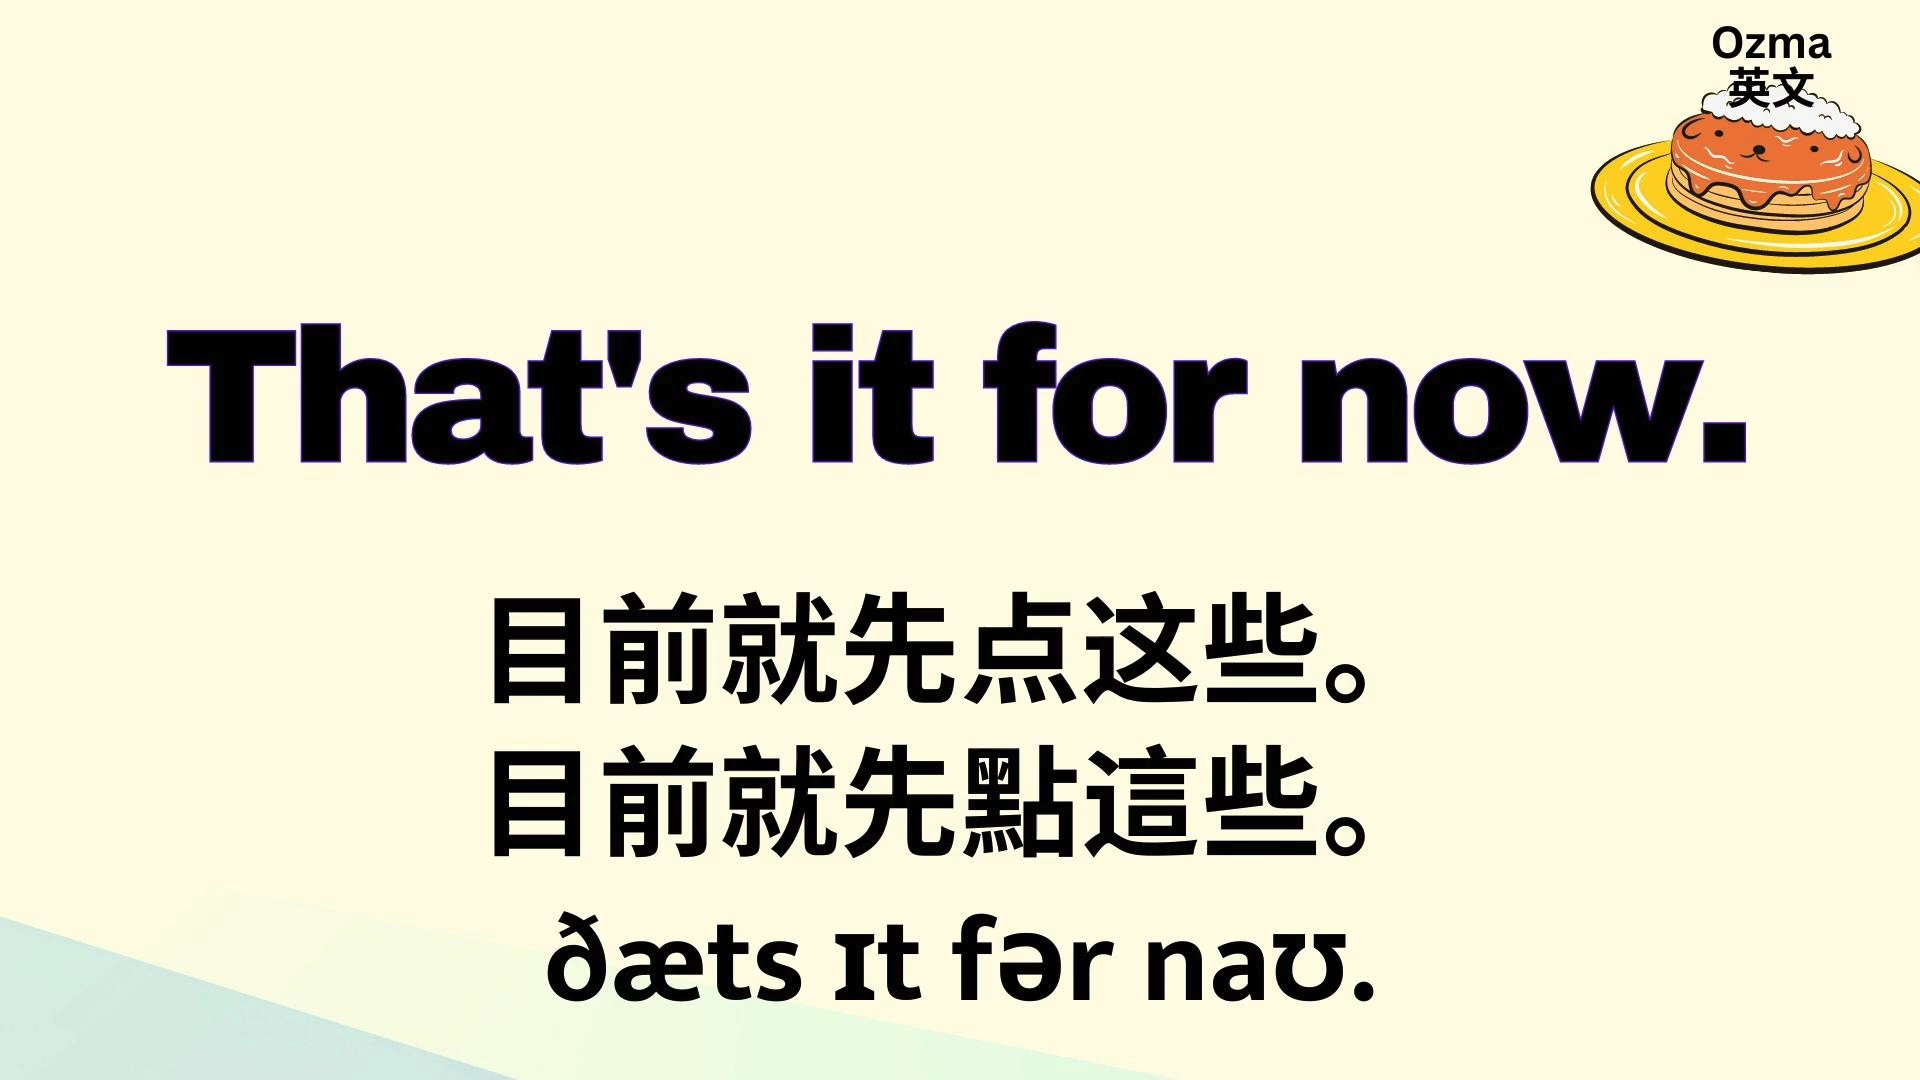 Ozma
英文
That's it for now.
目前就先点这些。
目前就先點這些。
ðæts ɪt fər naʊ.